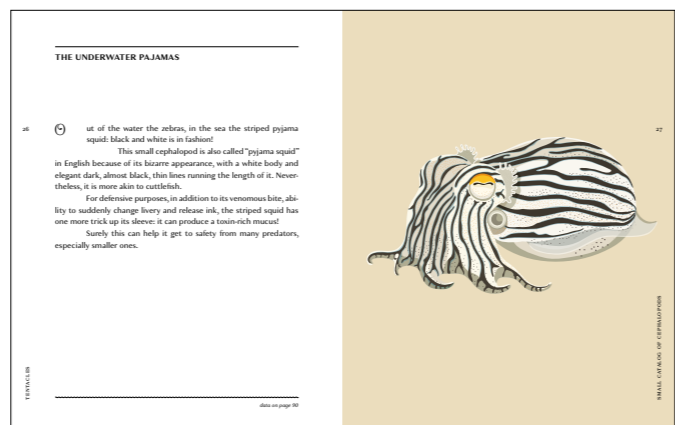 THE UNDERWATER PAJAMAS
26
Out of the water the zebras, in the sea the striped pyjama
squid: black and white is in fashion!
This small cephalopod is also called “pyjama squid”
in English because of its bizarre appearance, with a white body and
elegant dark, almost black, thin lines running the length of it. Never-
theless, it is more akin to cuttlefish.
For defensive purposes, in addition to its venomous bite, abi-
lity to suddenly change livery and release ink, the striped squid has
one more trick up its sleeve: it can produce a toxin-rich mucus!
Surely this can help it get to safety from many predators,
especially smaller ones.
TENTACLES
data on page 90
27
SMALL CATALOG OF CEPHALOPODS